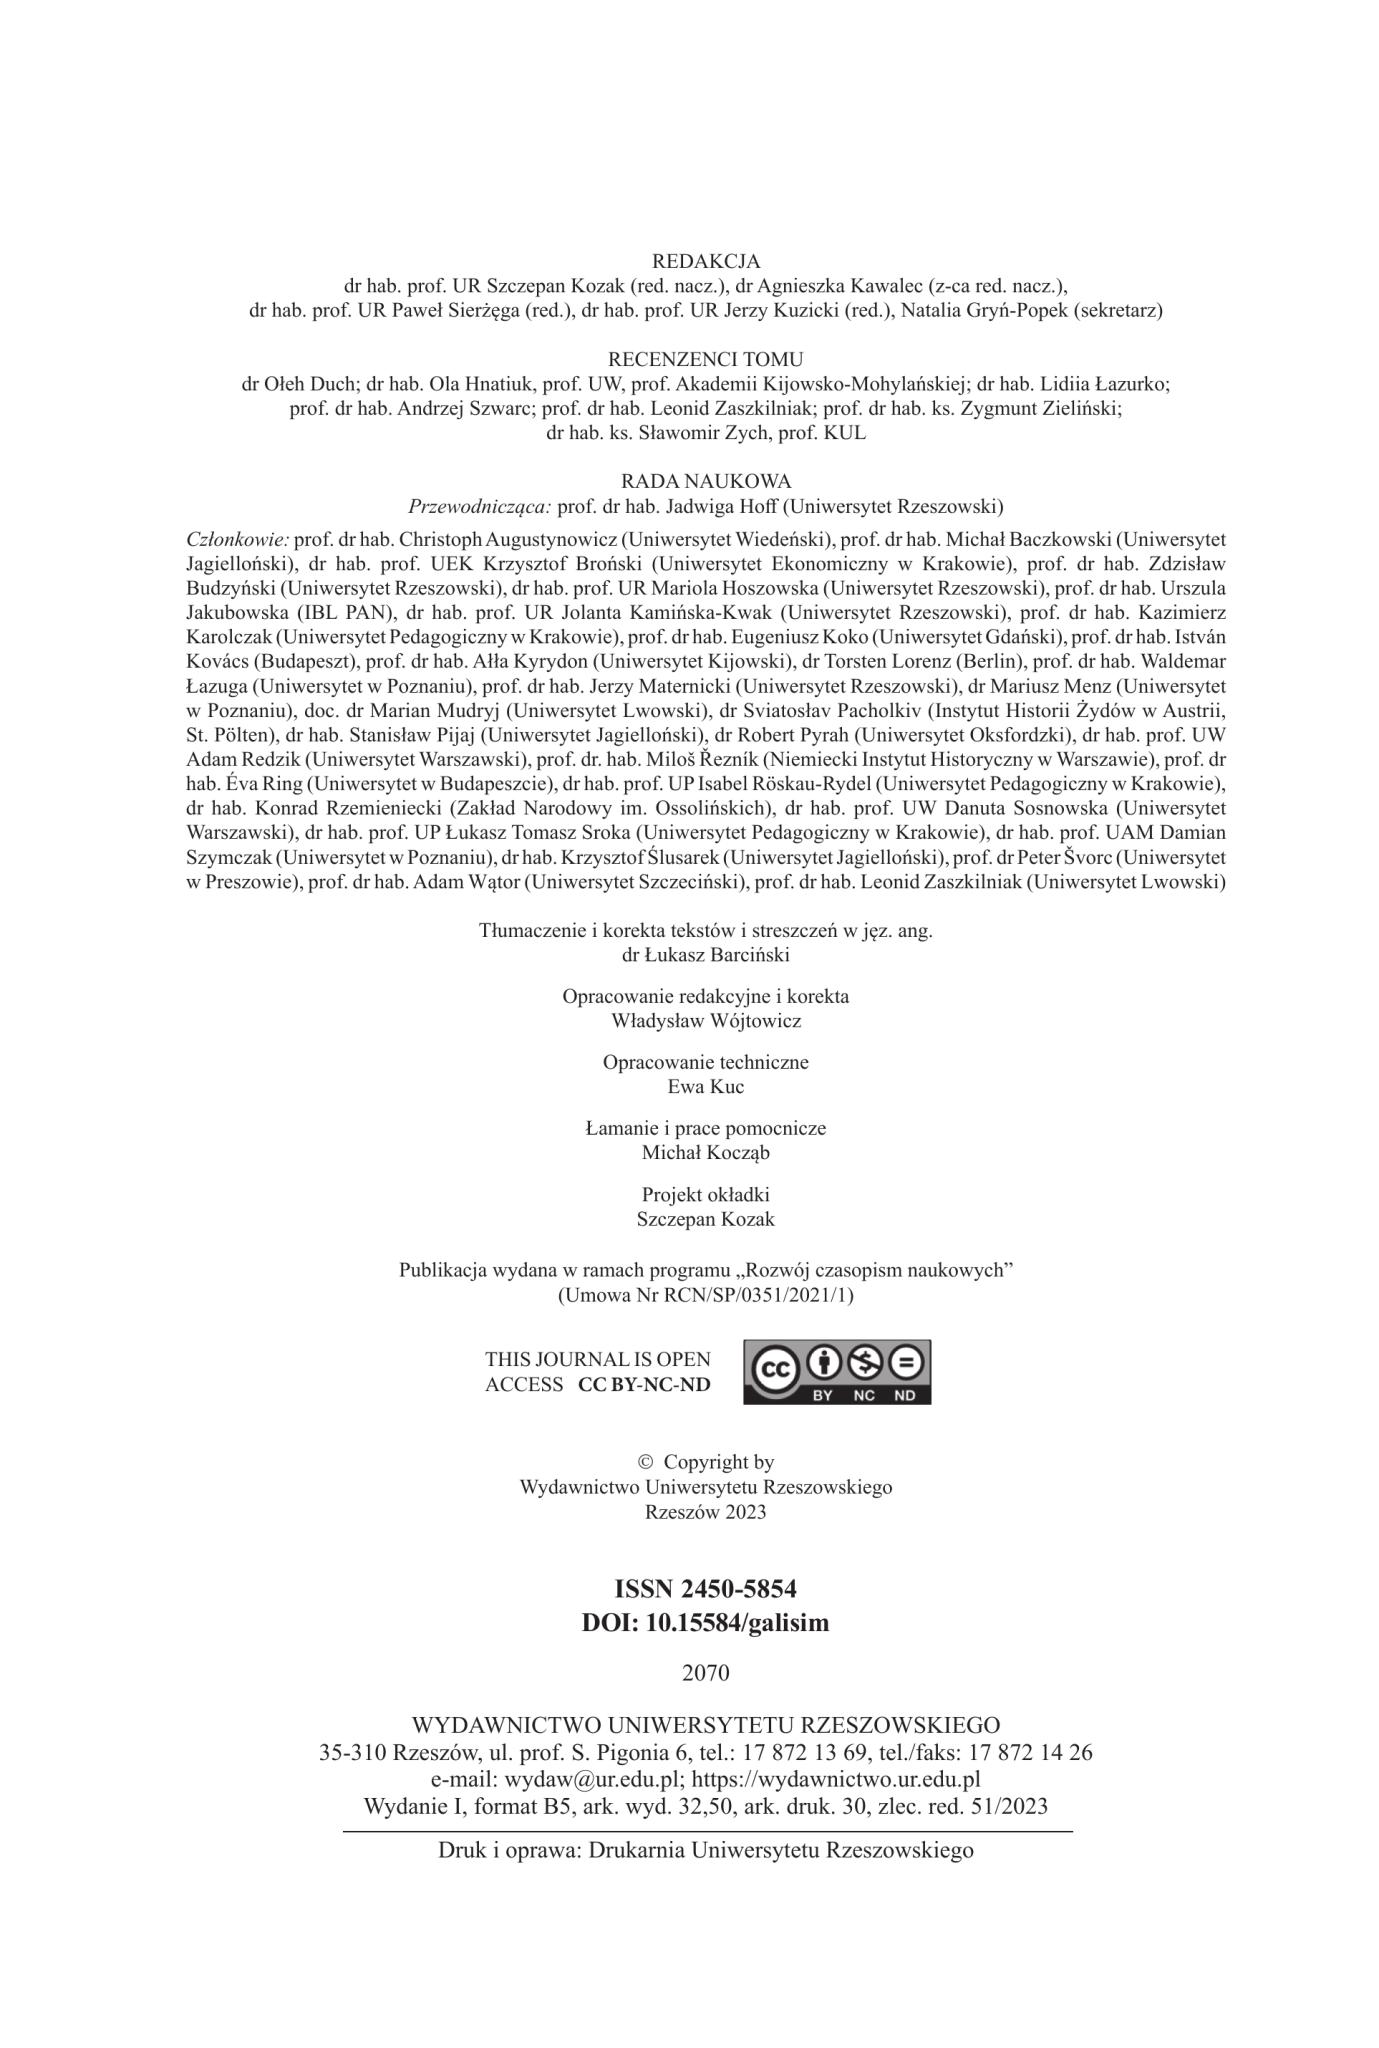 REDAKCJA
dr hab. prof. UR Szczepan Kozak (red. nacz.), dr Agnieszka Kawalec (z-ca red. nacz.),
dr hab. prof. UR Paweł Sierżęga (red.), dr hab. prof. UR Jerzy Kuzicki (red.), Natalia Gryń-Popek (sekretarz)
RECENZENCI TOMU
dr Ołeh Duch; dr hab. Ola Hnatiuk, prof. UW, prof. Akademii Kijowsko-Mohylańskiej; dr hab. Lidiia Łazurko;
prof. dr hab. Andrzej Szwarc; prof. dr hab. Leonid Zaszkilniak; prof. dr hab. ks. Zygmunt Zieliński;
dr hab. ks. Sławomir Zych, prof. KUL
RADA NAUKOWA
Przewodnicząca: prof. dr hab. Jadwiga Hoff (Uniwersytet Rzeszowski)
Członkowie: prof. dr hab. Christoph Augustynowicz (Uniwersytet Wiedeński), prof. dr hab. Michał Baczkowski (Uniwersytet
Jagielloński), dr hab. prof. UEK Krzysztof Broński (Uniwersytet Ekonomiczny w Krakowie), prof. dr hab. Zdzisław
Budzyński (Uniwersytet Rzeszowski), dr hab. prof. UR Mariola Hoszowska (Uniwersytet Rzeszowski), prof. dr hab. Urszula
Jakubowska (IBL PAN), dr hab. prof. UR Jolanta Kamińska-Kwak (Uniwersytet Rzeszowski), prof. dr hab. Kazimierz
Karolczak (Uniwersytet Pedagogiczny w Krakowie), prof. dr hab. Eugeniusz Koko (Uniwersytet Gdański), prof. dr hab. István
Kovács (Budapeszt), prof. dr hab. Ałła Kyrydon (Uniwersytet Kijowski), dr Torsten Lorenz (Berlin), prof. dr hab. Waldemar
Łazuga (Uniwersytet w Poznaniu), prof. dr hab. Jerzy Maternicki (Uniwersytet Rzeszowski), dr Mariusz Menz (Uniwersytet
w Poznaniu), doc. dr Marian Mudryj (Uniwersytet Lwowski), dr Sviatosłav Pacholkiv (Instytut Historii Żydów w Austrii,
St. Pölten), dr hab. Stanisław Pijaj (Uniwersytet Jagielloński), dr Robert Pyrah (Uniwersytet Oksfordzki), dr hab. prof. UW
Adam Redzik (Uniwersytet Warszawski), prof. dr. hab. Miloš Řezník (Niemiecki Instytut Historyczny w Warszawie), prof. dr
hab. Éva Ring (Uniwersytet w Budapeszcie), dr hab. prof. UP Isabel Röskau-Rydel (Uniwersytet Pedagogiczny w Krakowie),
dr hab. Konrad Rzemieniecki (Zakład Narodowy im. Ossolińskich), dr hab. prof. UW Danuta Sosnowska (Uniwersytet
Warszawski), dr hab. prof. UP Łukasz Tomasz Sroka (Uniwersytet Pedagogiczny w Krakowie), dr hab. prof. UAM Damian
Szymczak (Uniwersytet w Poznaniu), dr hab. Krzysztof Ślusarek (Uniwersytet Jagielloński), prof. dr Peter Švorc (Uniwersytet
w Preszowie), prof. dr hab. Adam Wątor (Uniwersytet Szczeciński), prof. dr hab. Leonid Zaszkilniak (Uniwersytet Lwowski)
Tłumaczenie i korekta tekstów i streszczeń w jęz. ang.
dr Łukasz Barciński
Opracowanie redakcyjne i korekta
Władysław Wójtowicz
Opracowanie techniczne
Ewa Kuc
Łamanie i prace pomocnicze
Michał Kocząb
Projekt okładki
Szczepan Kozak
Publikacja wydana w ramach programu „Rozwój czasopism naukowych”
(Umowa Nr RCN/SP/0351/2021/1)
THIS JOURNAL IS OPEN
ACCESS CC BY-NC-ND
cc
BY NC ND
© Copyright by
Wydawnictwo Uniwersytetu Rzeszowskiego
Rzeszów 2023
ISSN 2450-5854
DOI: 10.15584/galisim
2070
WYDAWNICTWO UNIWERSYTETU RZESZOWSKIEGO
35-310 Rzeszów, ul. prof. S. Pigonia 6, tel.: 17 872 13 69, tel./faks: 17 872 14 26
e-mail: wydaw@ur.edu.pl; https://wydawnictwo.ur.edu.pl
Wydanie I, format B5, ark. wyd. 32,50, ark. druk. 30, zlec. red. 51/2023
Druk i oprawa: Drukarnia Uniwersytetu Rzeszowskiego